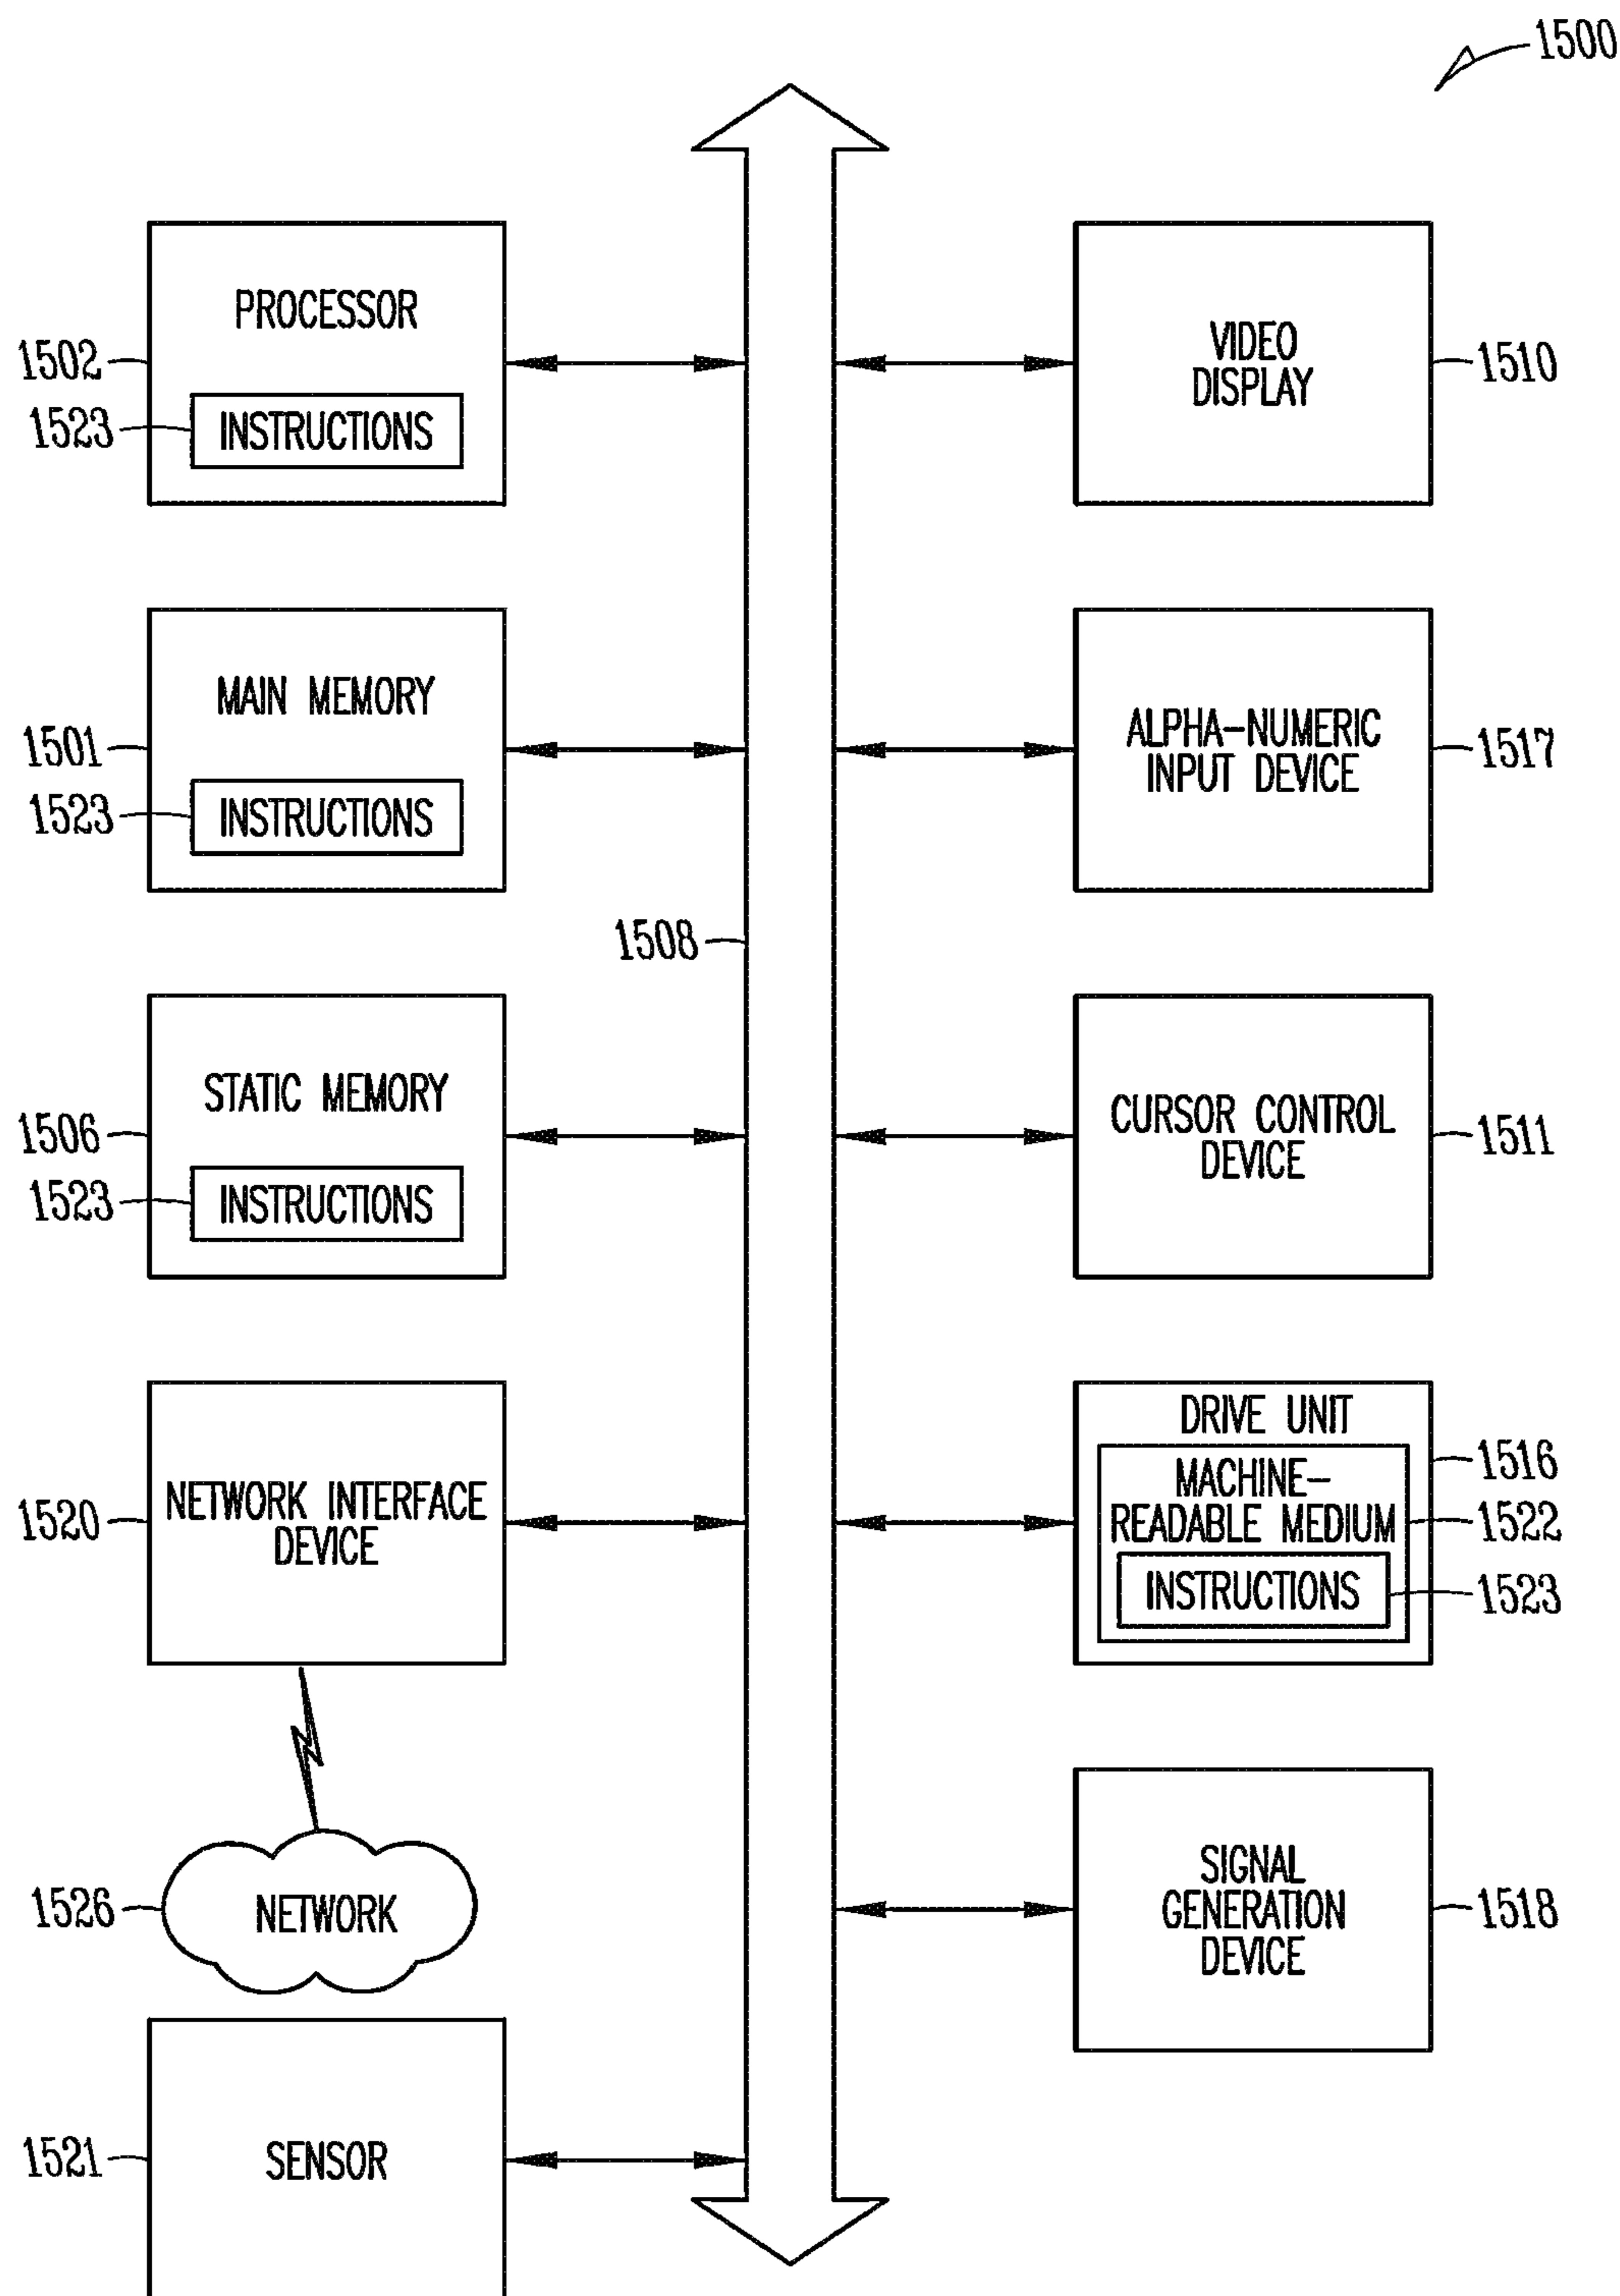 1500
PROCESSOR
1502
1523
INSTRUCTIONS
VIDEO
DISPLAY
1510
MAIN MEMORY
1501
1523
INSTRUCTIONS
ALPHA-NUMERIC
INPUT DEVICE
1517
1508
STATIC MEMORY
1506
1523
INSTRUCTIONS
CURSOR CONTROL
DEVICE
1511
NETWORK INTERFACE
DEVICE
1520
DRIVE UNIT
1516
MACHINE-
READABLE MEDIUM
1522
INSTRUCTIONS
1523
1526
NETWORK
SIGNAL
GENERATION
DEVICE
1518
1521
SENSOR